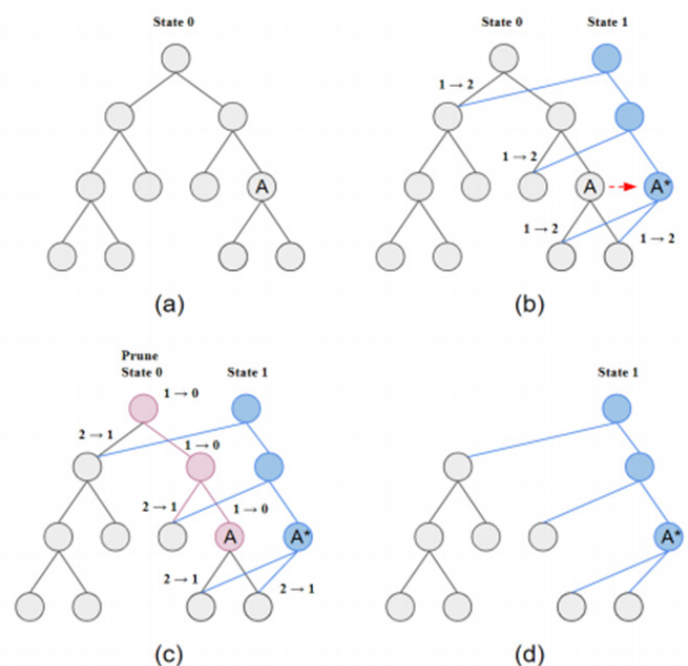 State 0
A
(a)
State 0 State 1
1 → 2
1 → 2
A A*
1 → 2
1 → 2
(b)
Prune
State 0 State 1
1 → 0
2 → 1
1 → 0
2 → 1 1 → 0
A A*
2 → 1
2 → 1
(c)
State 1
A*
(d)